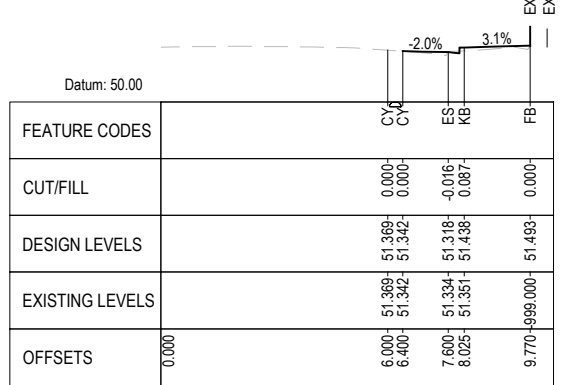 EX
EX
-2.0%
3.1%
Datum: 50.00
FEATURE CODES
CY
CY
ES
KB
FB
CUT/FILL
0.000
0.000
-0.016
0.087
0.000
DESIGN LEVELS
51.369
51.342
51.318
51.438
51.493
EXISTING LEVELS
51.369
51.342
51.334
51.351
-999.000
OFFSETS
0.000
6.000
6.400
7.600
8.025
9.770